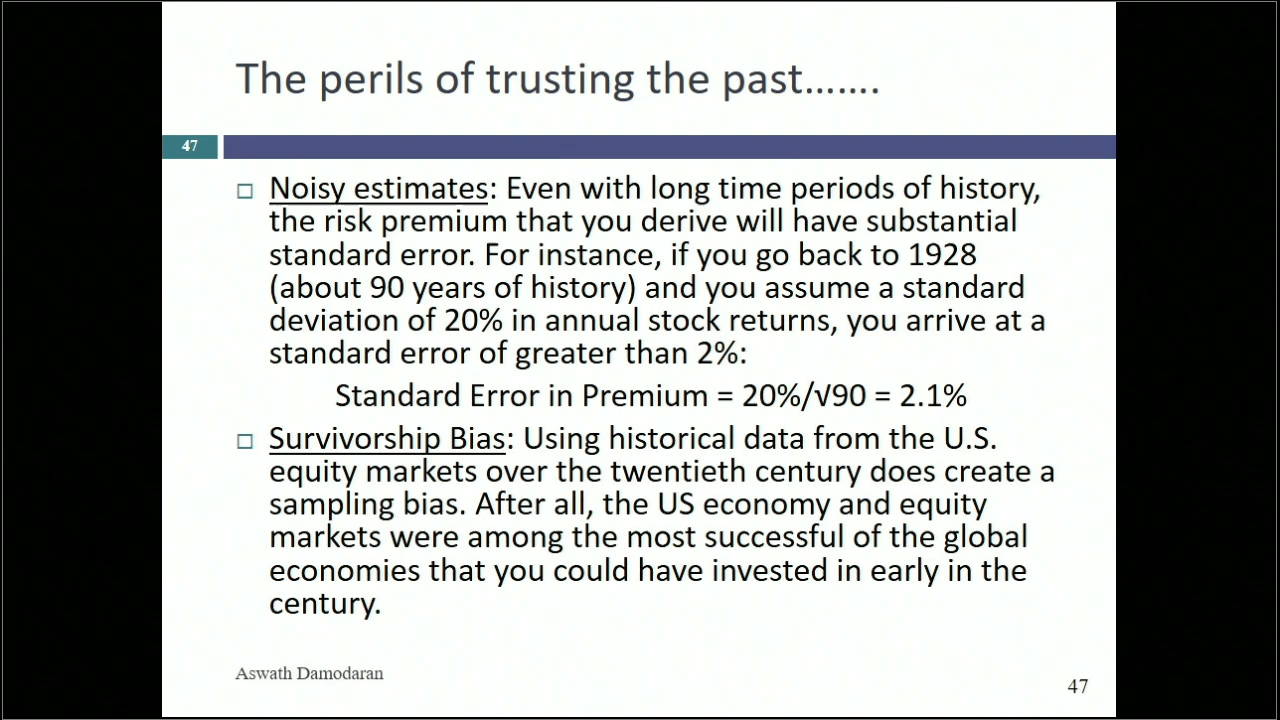 The perils of trusting the past.......
47
Noisy estimates: Even with long time periods of history,
the risk premium that you derive will have substantial
standard error. For instance, if you go back to 1928
(about 90 years of history) and you assume a standard
deviation of 20% in annual stock returns, you arrive at a
standard error of greater than 2%:
Standard Error in Premium = 20%/√90 = 2.1%
Survivorship Bias: Using historical data from the U.S.
equity markets over the twentieth century does create a
sampling bias. After all, the US economy and equity
markets were among the most successful of the global
economies that you could have invested in early in the
century.
Aswath Damodaran
47